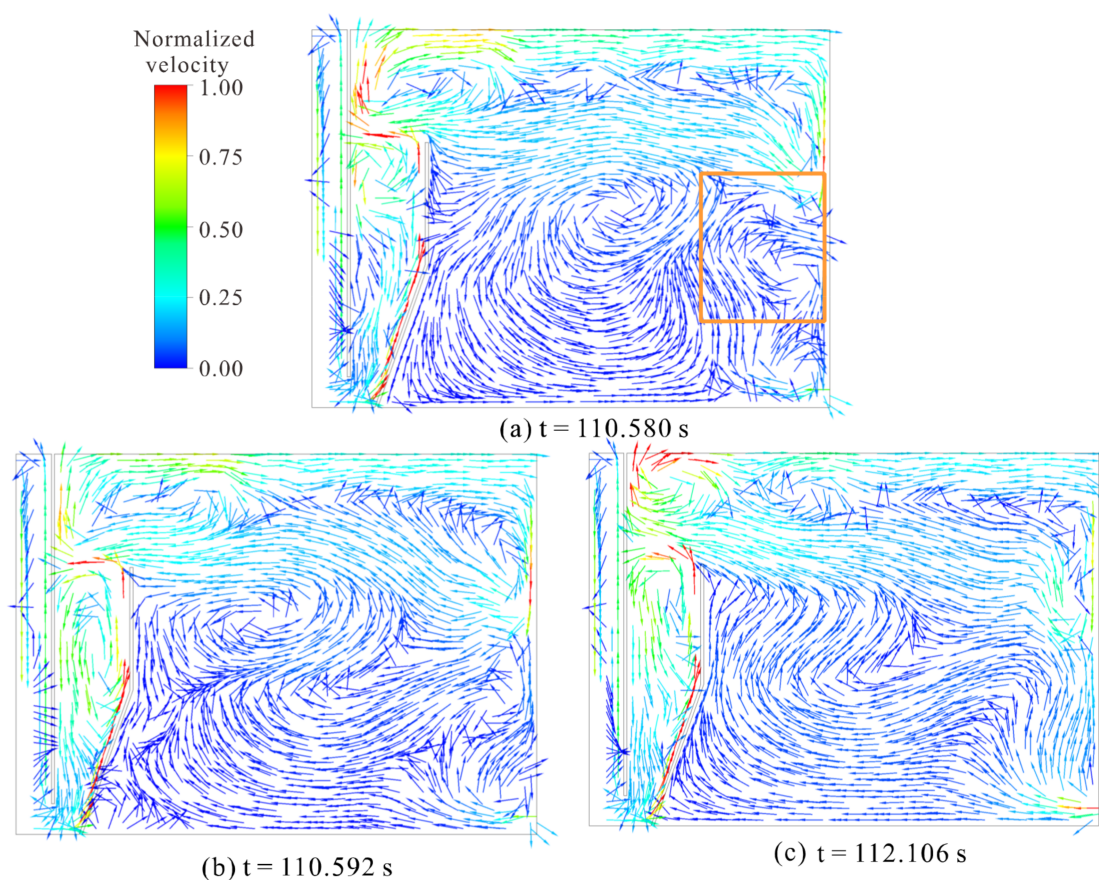 Normalized
velocity
1.00
0.75
0.50
0.25
0.00
(a) t = 110.580 s
(b) t = 110.592 s
(c) t = 112.106 s